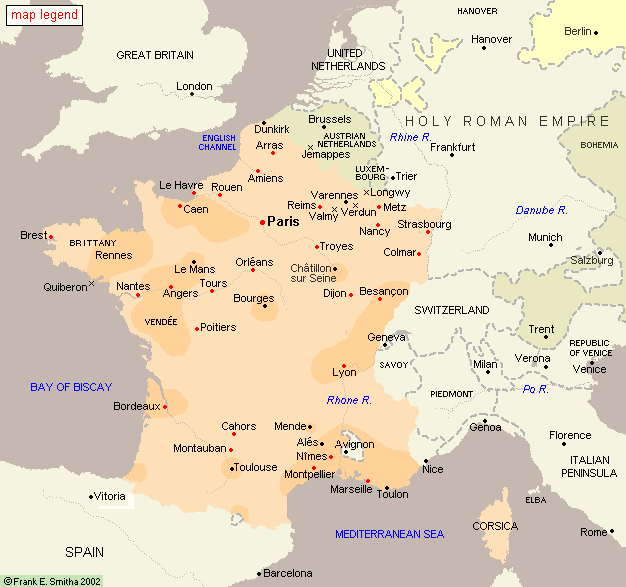 map legend
HANOVER
Hanover
Berlin
GREAT BRITAIN
UNITED
NETHERLANDS
London
HOLY ROMAN EMPIRE
Dunkirk
Brussels
ENGLISH
CHANNEL
AUSTRIAN
NETHERLANDS
Rhine R.
Arras
Jemappes
Frankfurt
BOHEMIA
Amiens
LUXEM-
BOURG
Trier
Le Havre
Rouen
Varennes
Longwy
Caen
Reims
Valmy
Verdun
Metz
Danube R.
Paris
Nancy
Strasbourg
Brest
BRITTANY
Rennes
Troyes
Colmar
Munich
Salzburg
Le Mans
Orléans
Châtillon
sur Seine
Quiberon
Nantes
Angers
Tours
Bourges
Dijon
Besançon
SWITZERLAND
VENDÉE
Poitiers
Geneva
Trent
REPUBLIC
OF VENICE
Lyon
SAVOY
Milan
Verona
Venice
BAY OF BISCAY
Rhone R.
PIEDMONT
Po R.
Bordeaux
Cahors
Mende
Genoa
Montauban
Alés
Avignon
Florence
Nîmes
Toulouse
Montpellier
Nice
ITALIAN
PENINSULA
Vitoria
Marseille
Toulon
ELBA
CORSICA
MEDITERRANEAN SEA
Rome
SPAIN
Barcelona
© Frank E. Smitha 2002